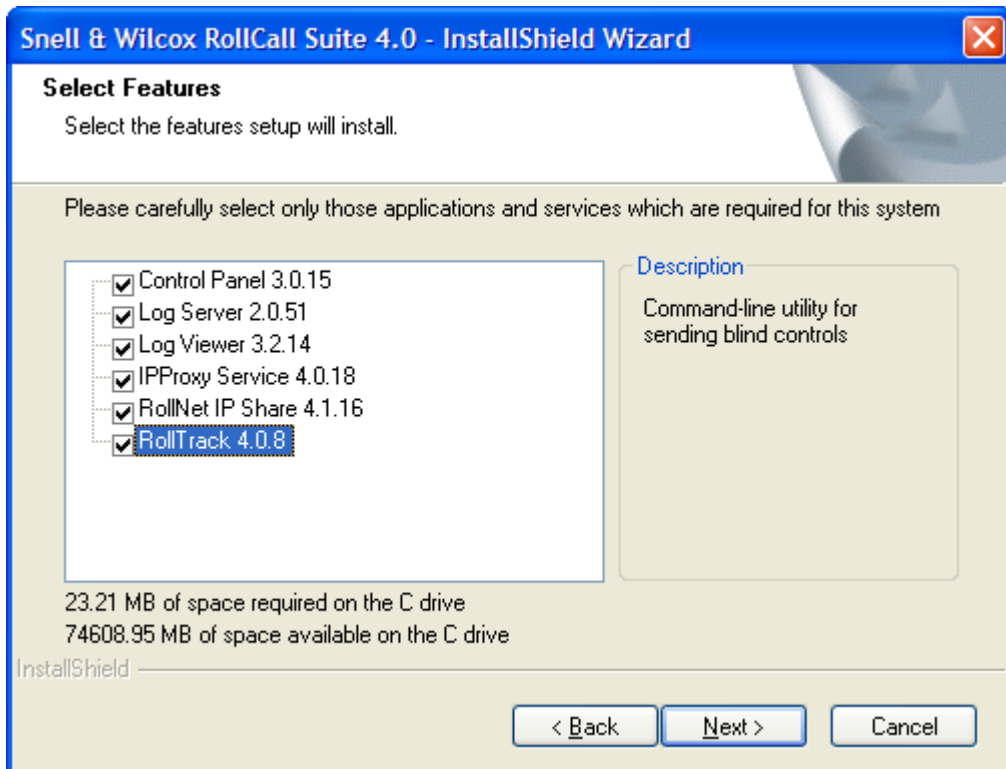 Snell & Wilcox RollCall Suite 4.0 - InstallShield Wizard
Select Features
Select the features setup will install.
Please carefully select only those applications and services which are required for this system
Control Panel 3.0.15
Log Server 2.0.51
Log Viewer 3.2.14
IPProxy Service 4.0.18
RollNet IP Share 4.1.16
RollTrack 4.0.8
Description
Command-line utility for
sending blind controls
23.21 MB of space required on the C drive
74608.95 MB of space available on the C drive
InstallShield
< Back
Next >
Cancel